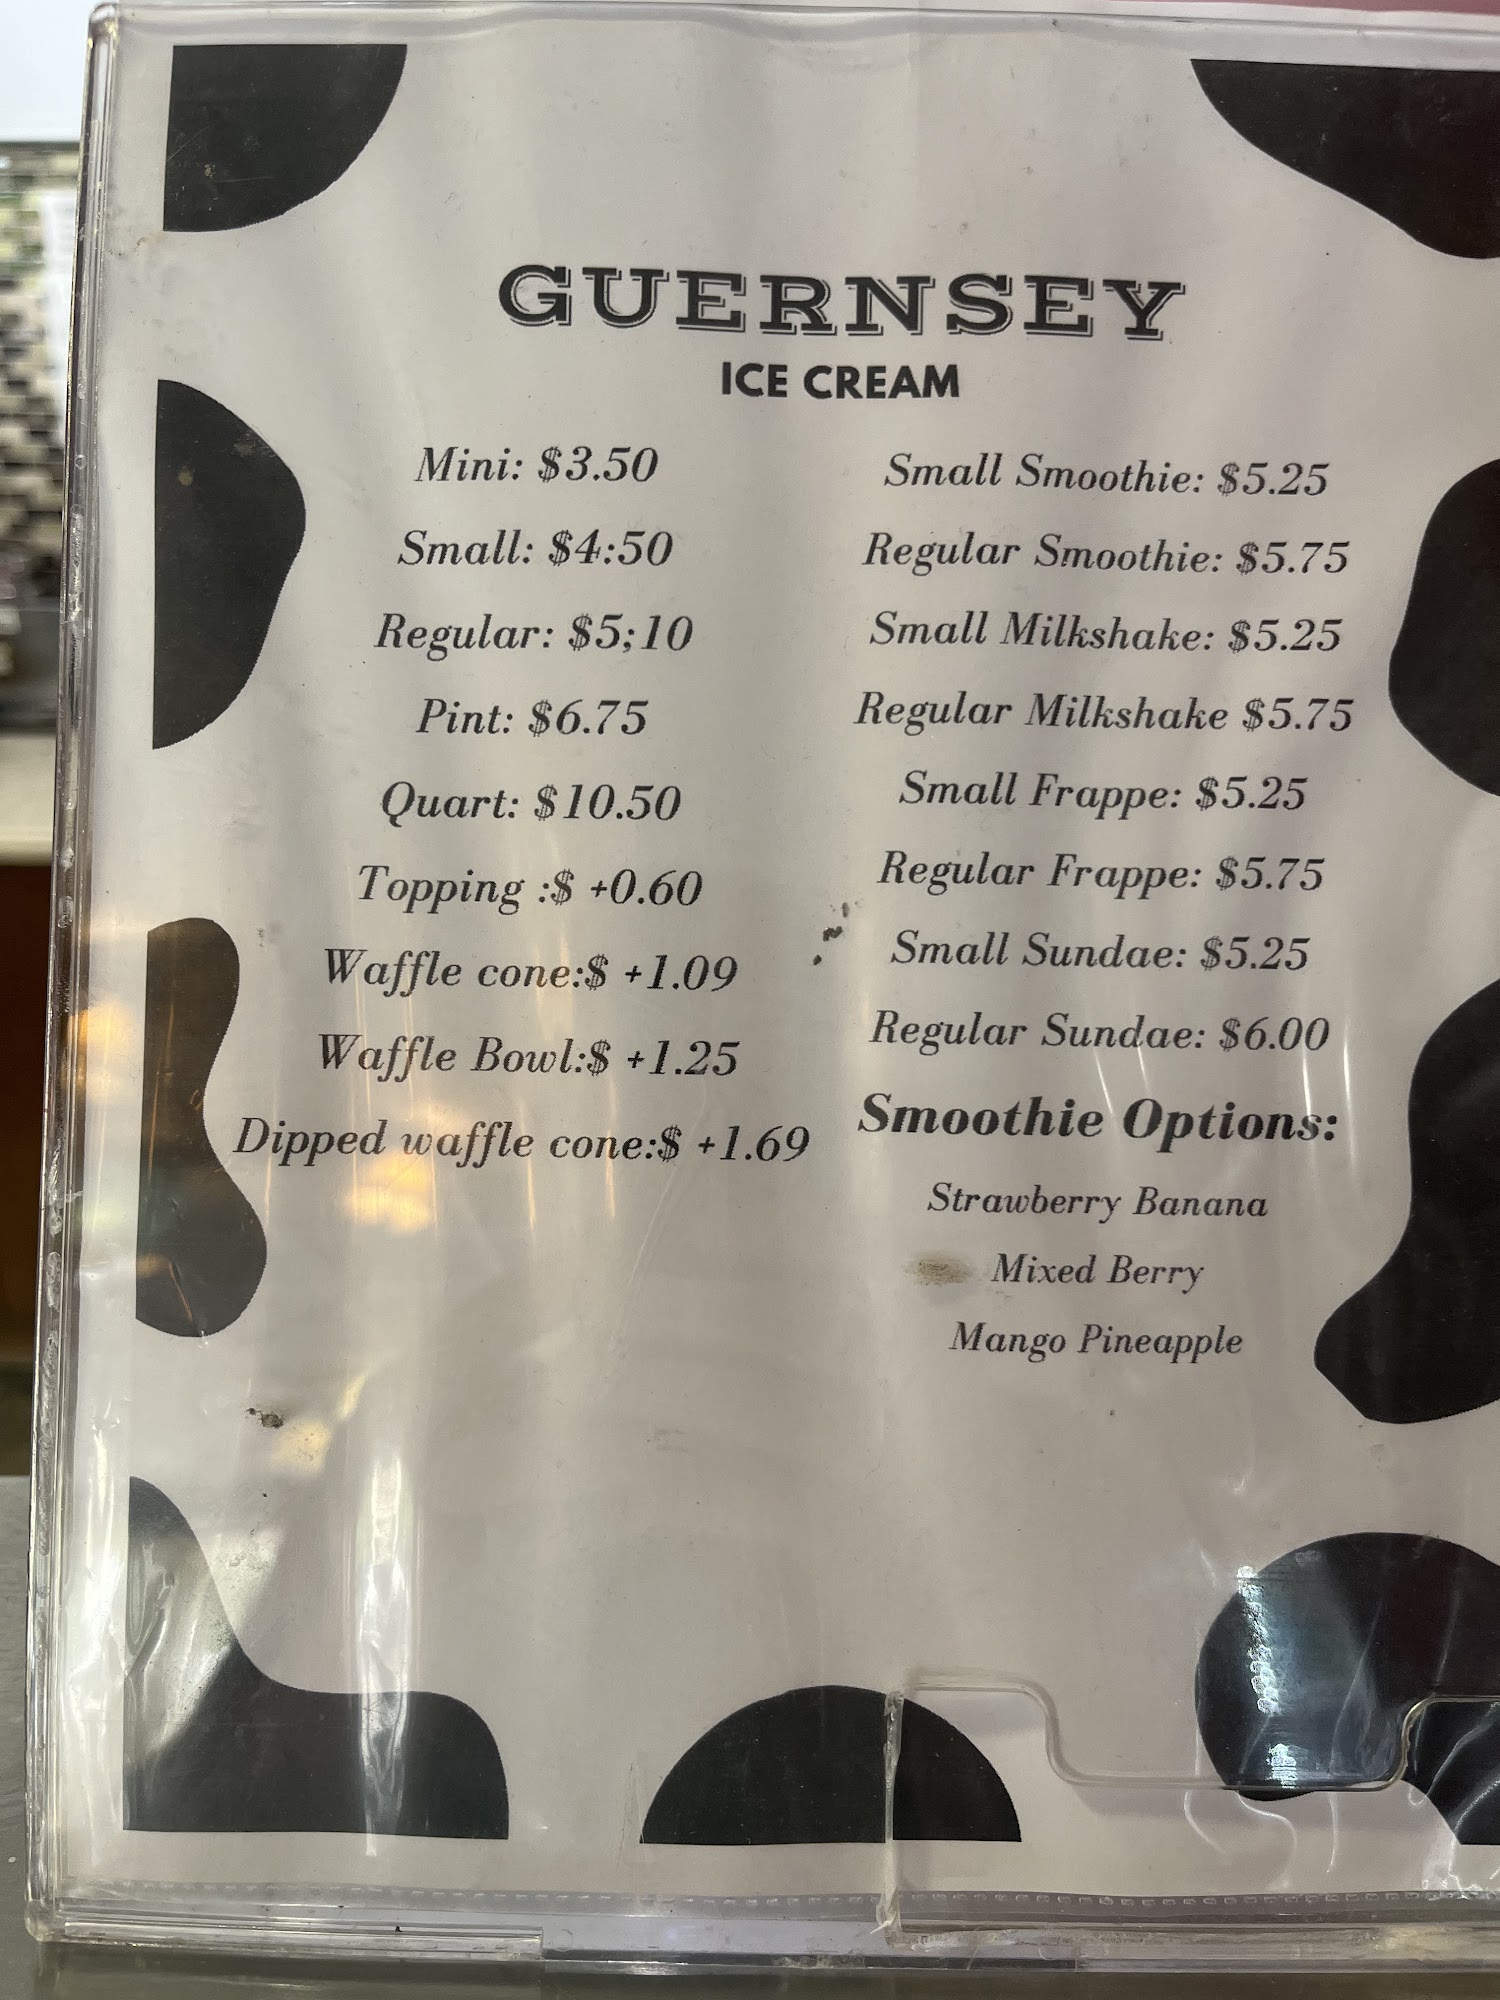 GUERNSEY
ICE CREAM
Mini: $3.50
Small: $4:50
Regular: $5;10
Pint: $6.75
Quart: $10.50
Topping :$ +0.60
Waffle cone:$ +1.09
Waffle Bowl:$ +1.25
Dipped waffle cone:$ +1.69
Small Smoothie: $5.25
Regular Smoothie: $5.75
Small Milkshake: $5.25
Regular Milkshake $5.75
Small Frappe: $5.25
Regular Frappe: $5.75
Small Sundae: $5.25
Regular Sundae: $6.00
Smoothie Options:
Strawberry Banana
Mixed Berry
Mango Pineapple